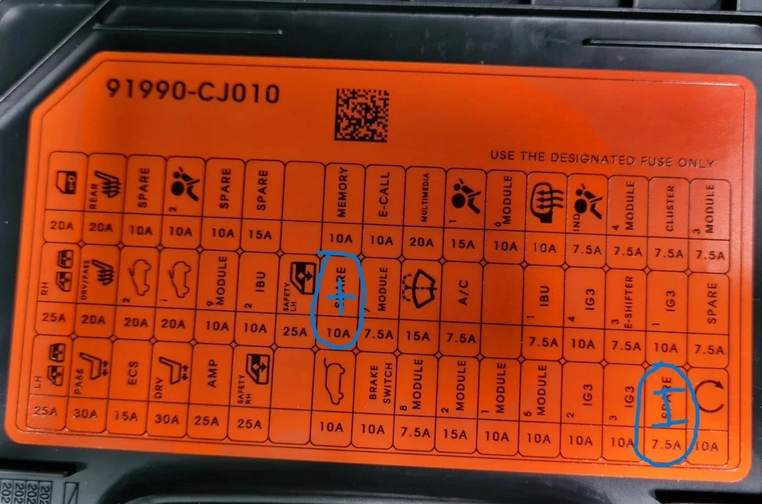 91990-CJ010
USE THE DESIGNATED FUSE ONLY
REAR SPARE 2 SPARE SPARE MEMORY E-CALL MULTIMEDIA 1 6 MODULE IND 4 MODULE CLUSTER 3 MODULE
20A 20A 10A 10A 10A 15A 10A 10A 20A 15A 10A 10A 7.5A 7.5A 7.5A 7.5A
RH DRV/PASS 2 1 9 MODULE 2 IBU SAFETY LH SPARE 7 MODULE A/C 1 IBU 4 IG3 3 E-SHIFTER 1 IG3 SPARE
25A 20A 20A 20A 10A 10A 25A 10A 7.5A 15A 7.5A 7.5A 10A 7.5A 10A 7.5A
LH PASS ECS DRV AMP SAFETY RH BRAKE SWITCH 8 MODULE 2 MODULE 1 MODULE 5 MODULE 2 IG3 3 IG3 SPARE
25A 30A 15A 30A 25A 25A 10A 10A 7.5A 15A 10A 10A 10A 10A 7.5A 10A